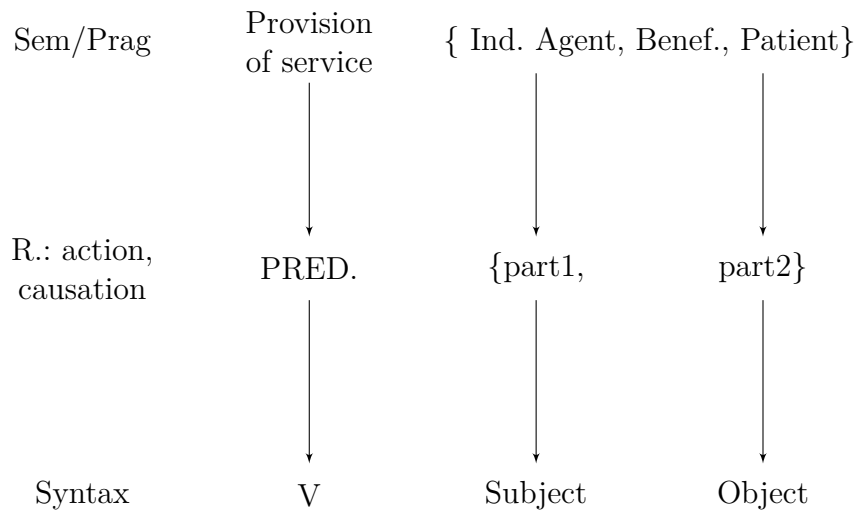 Sem/Prag
Provision
of service
{ Ind. Agent, Benef., Patient}
R.: action,
causation
PRED.
{part1,
part2}
Syntax
V
Subject
Object